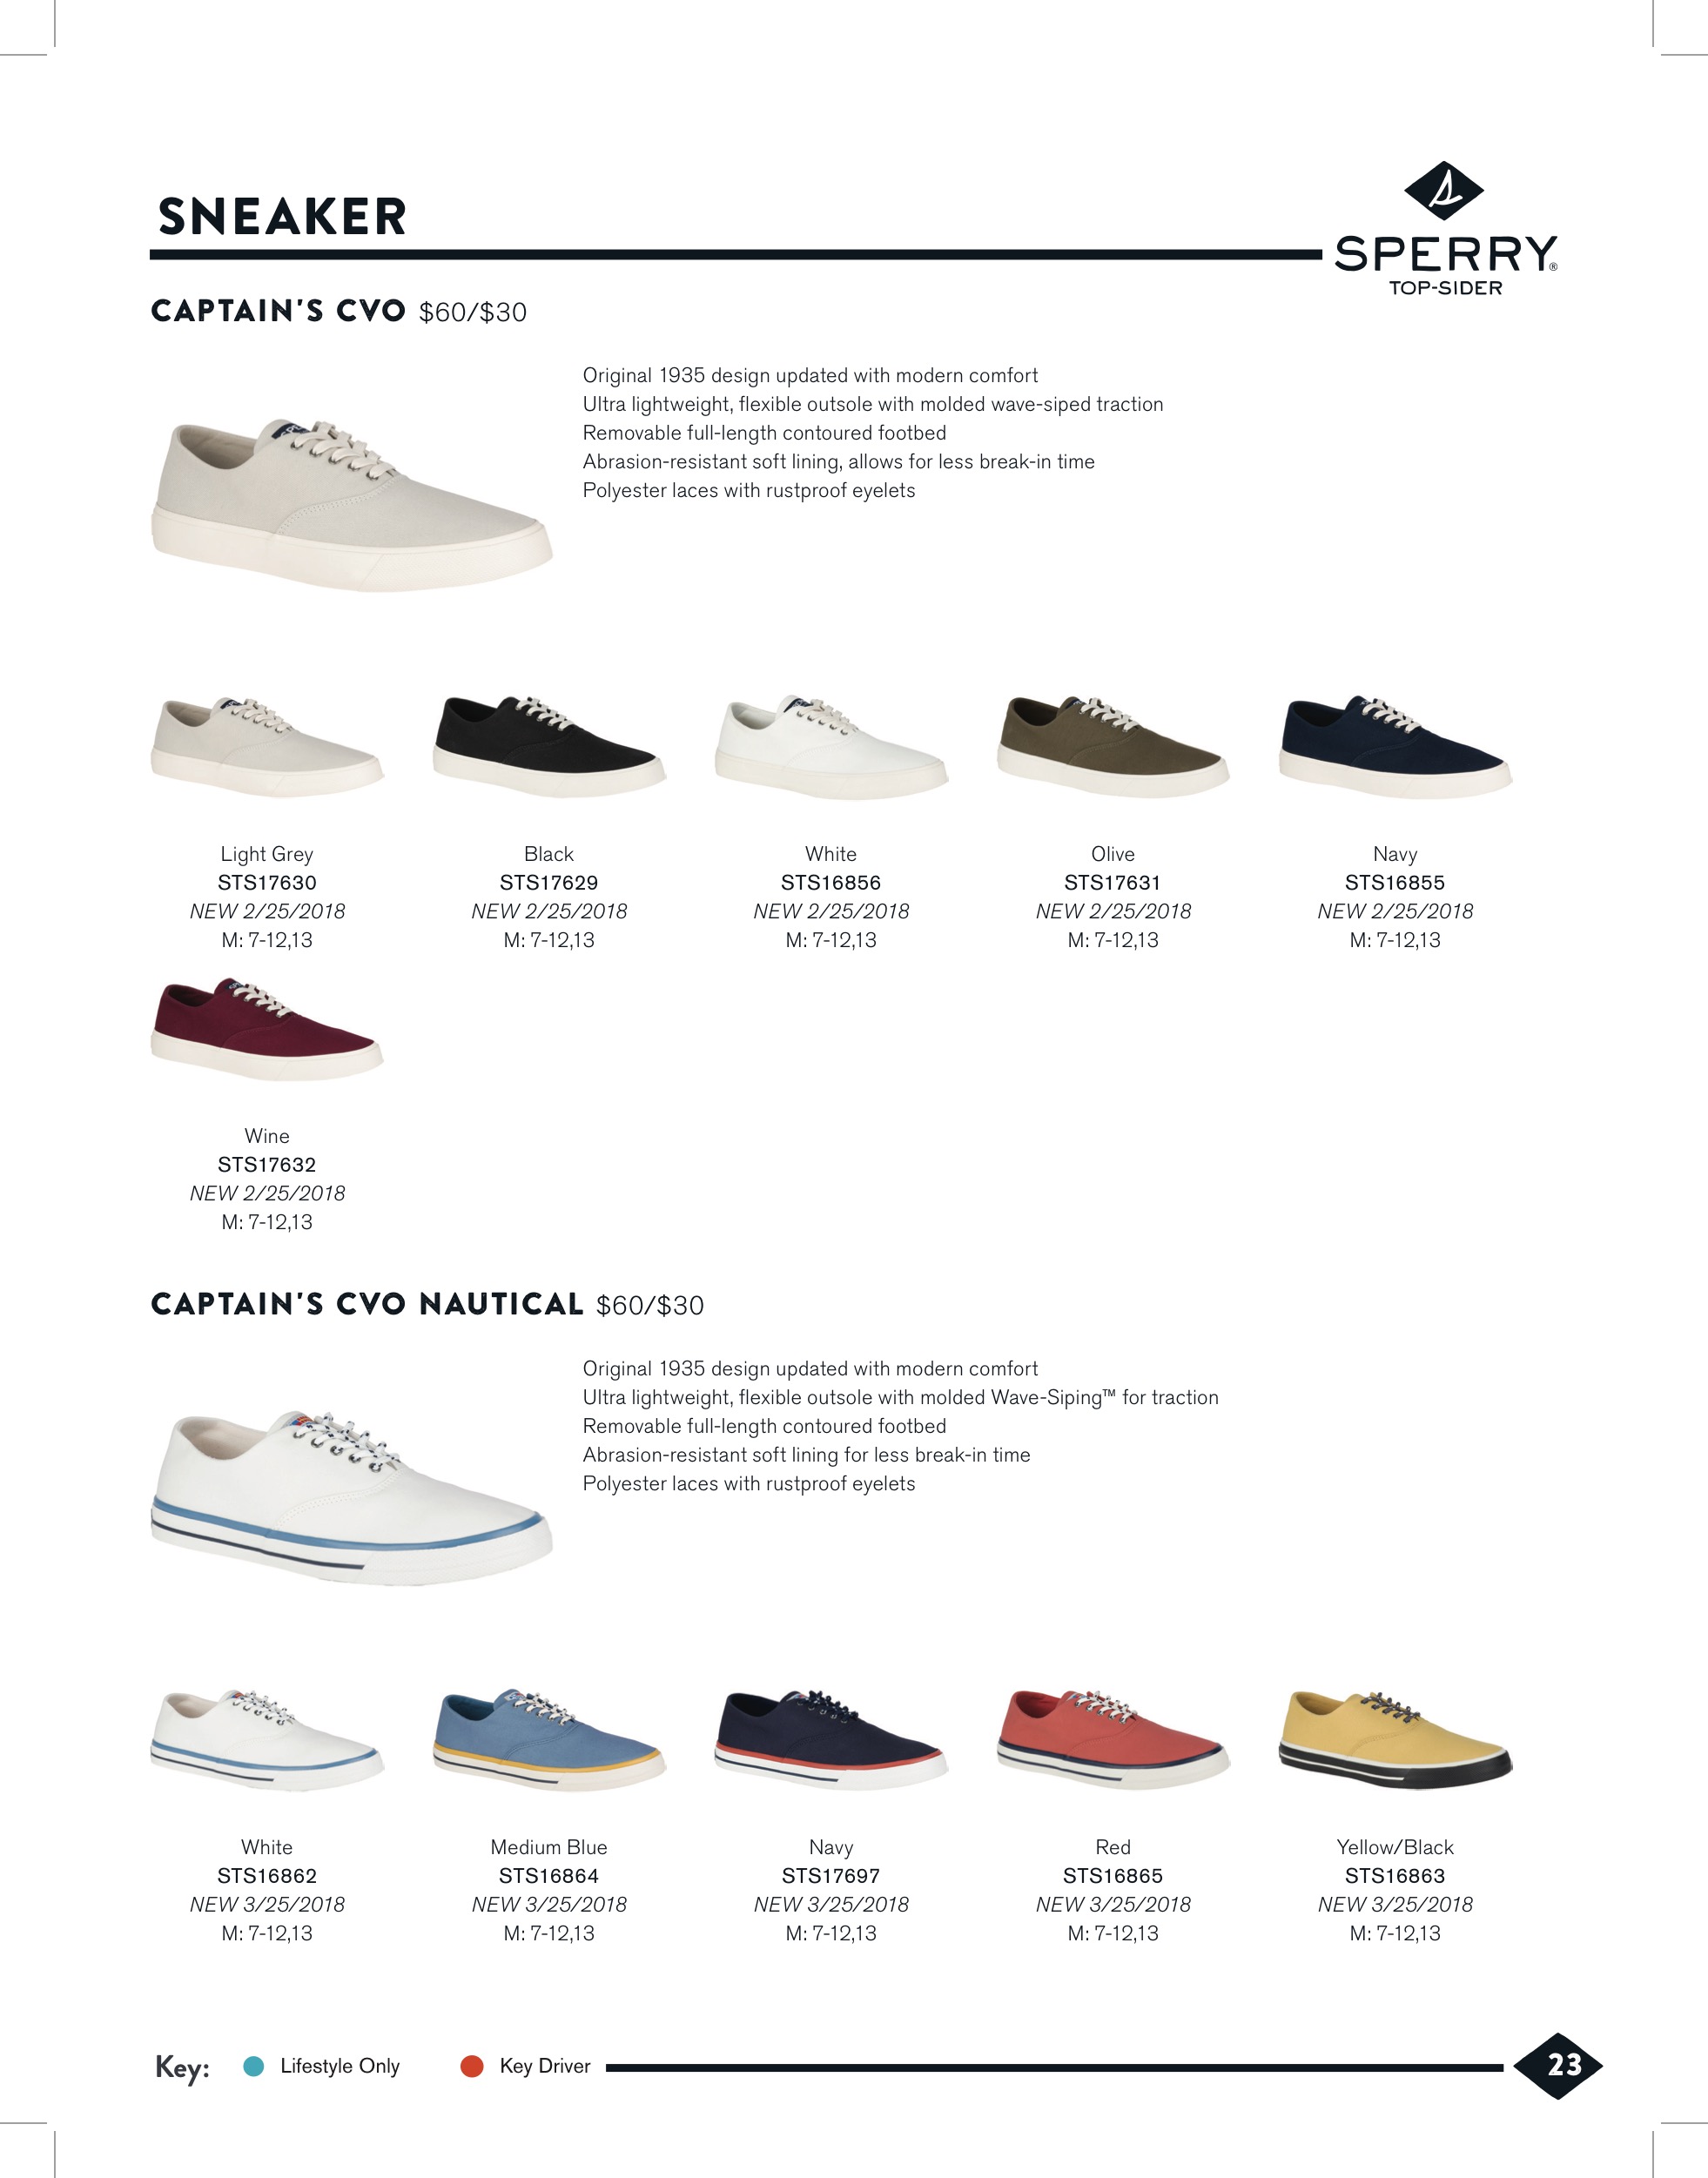 SNEAKER
SPERRY®
TOP-SIDER
CAPTAIN'S CVO $60/$30
Original 1935 design updated with modern comfort
Ultra lightweight, flexible outsole with molded wave-siped traction
Removable full-length contoured footbed
Abrasion-resistant soft lining, allows for less break-in time
Polyester laces with rustproof eyelets
Light Grey
STS17630
NEW 2/25/2018
M: 7-12,13
Black
STS17629
NEW 2/25/2018
M: 7-12,13
White
STS16856
NEW 2/25/2018
M: 7-12,13
Olive
STS17631
NEW 2/25/2018
M: 7-12,13
Navy
STS16855
NEW 2/25/2018
M: 7-12,13
Wine
STS17632
NEW 2/25/2018
M: 7-12,13
CAPTAIN'S CVO NAUTICAL $60/$30
Original 1935 design updated with modern comfort
Ultra lightweight, flexible outsole with molded Wave-Siping™ for traction
Removable full-length contoured footbed
Abrasion-resistant soft lining for less break-in time
Polyester laces with rustproof eyelets
White
STS16862
NEW 3/25/2018
M: 7-12,13
Medium Blue
STS16864
NEW 3/25/2018
M: 7-12,13
Navy
STS17697
NEW 3/25/2018
M: 7-12,13
Red
STS16865
NEW 3/25/2018
M: 7-12,13
Yellow/Black
STS16863
NEW 3/25/2018
M: 7-12,13
Key: Lifestyle Only Key Driver
23